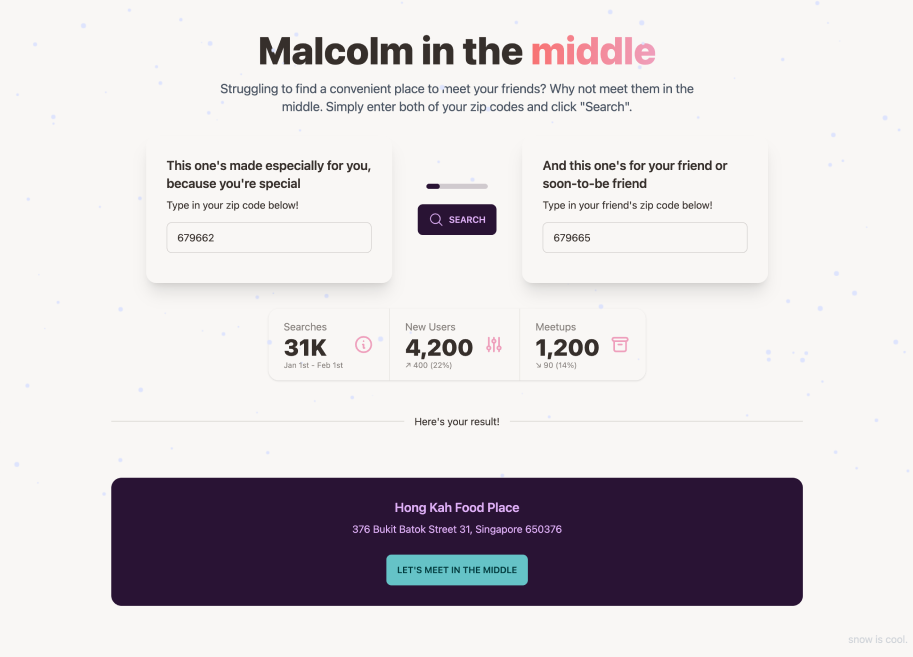 Malcolm in the middle
Struggling to find a convenient place to meet your friends? Why not meet them in the
middle. Simply enter both of your zip codes and click "Search".
This one's made especially for you,
because you're special
Type in your zip code below!
679662
SEARCH
And this one's for your friend or
soon-to-be friend
Type in your friend's zip code below!
679665
Searches
31K
Jan 1st - Feb 1st
New Users
4,200
↗︎ 400 (22%)
Meetups
1,200
↘︎ 90 (14%)
Here's your result!
Hong Kah Food Place
376 Bukit Batok Street 31, Singapore 650376
LET'S MEET IN THE MIDDLE
snow is cool.